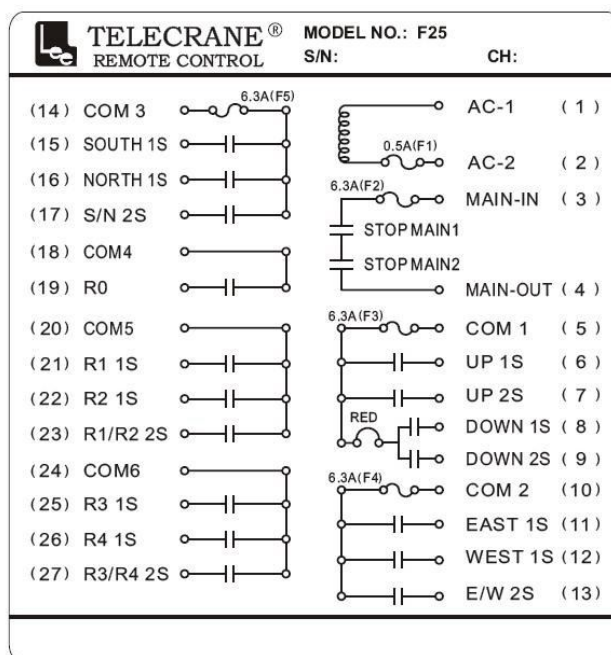 Lee TELECRANE® MODEL NO.: F25
REMOTE CONTROL S/N: CH:
(14) COM 3 6.3A(F5)
(15) SOUTH 1S
(16) NORTH 1S
(17) S/N 2S
(18) COM4
(19) R0
(20) COM5
(21) R1 1S
(22) R2 1S
(23) R1/R2 2S
(24) COM6
(25) R3 1S
(26) R4 1S
(27) R3/R4 2S
AC-1 (1)
0.5A(F1) AC-2 (2)
6.3A(F2) MAIN-IN (3)
STOP MAIN1
STOP MAIN2
MAIN-OUT (4)
6.3A(F3) COM 1 (5)
UP 1S (6)
UP 2S (7)
RED DOWN 1S (8)
DOWN 2S (9)
6.3A(F4) COM 2 (10)
EAST 1S (11)
WEST 1S (12)
E/W 2S (13)